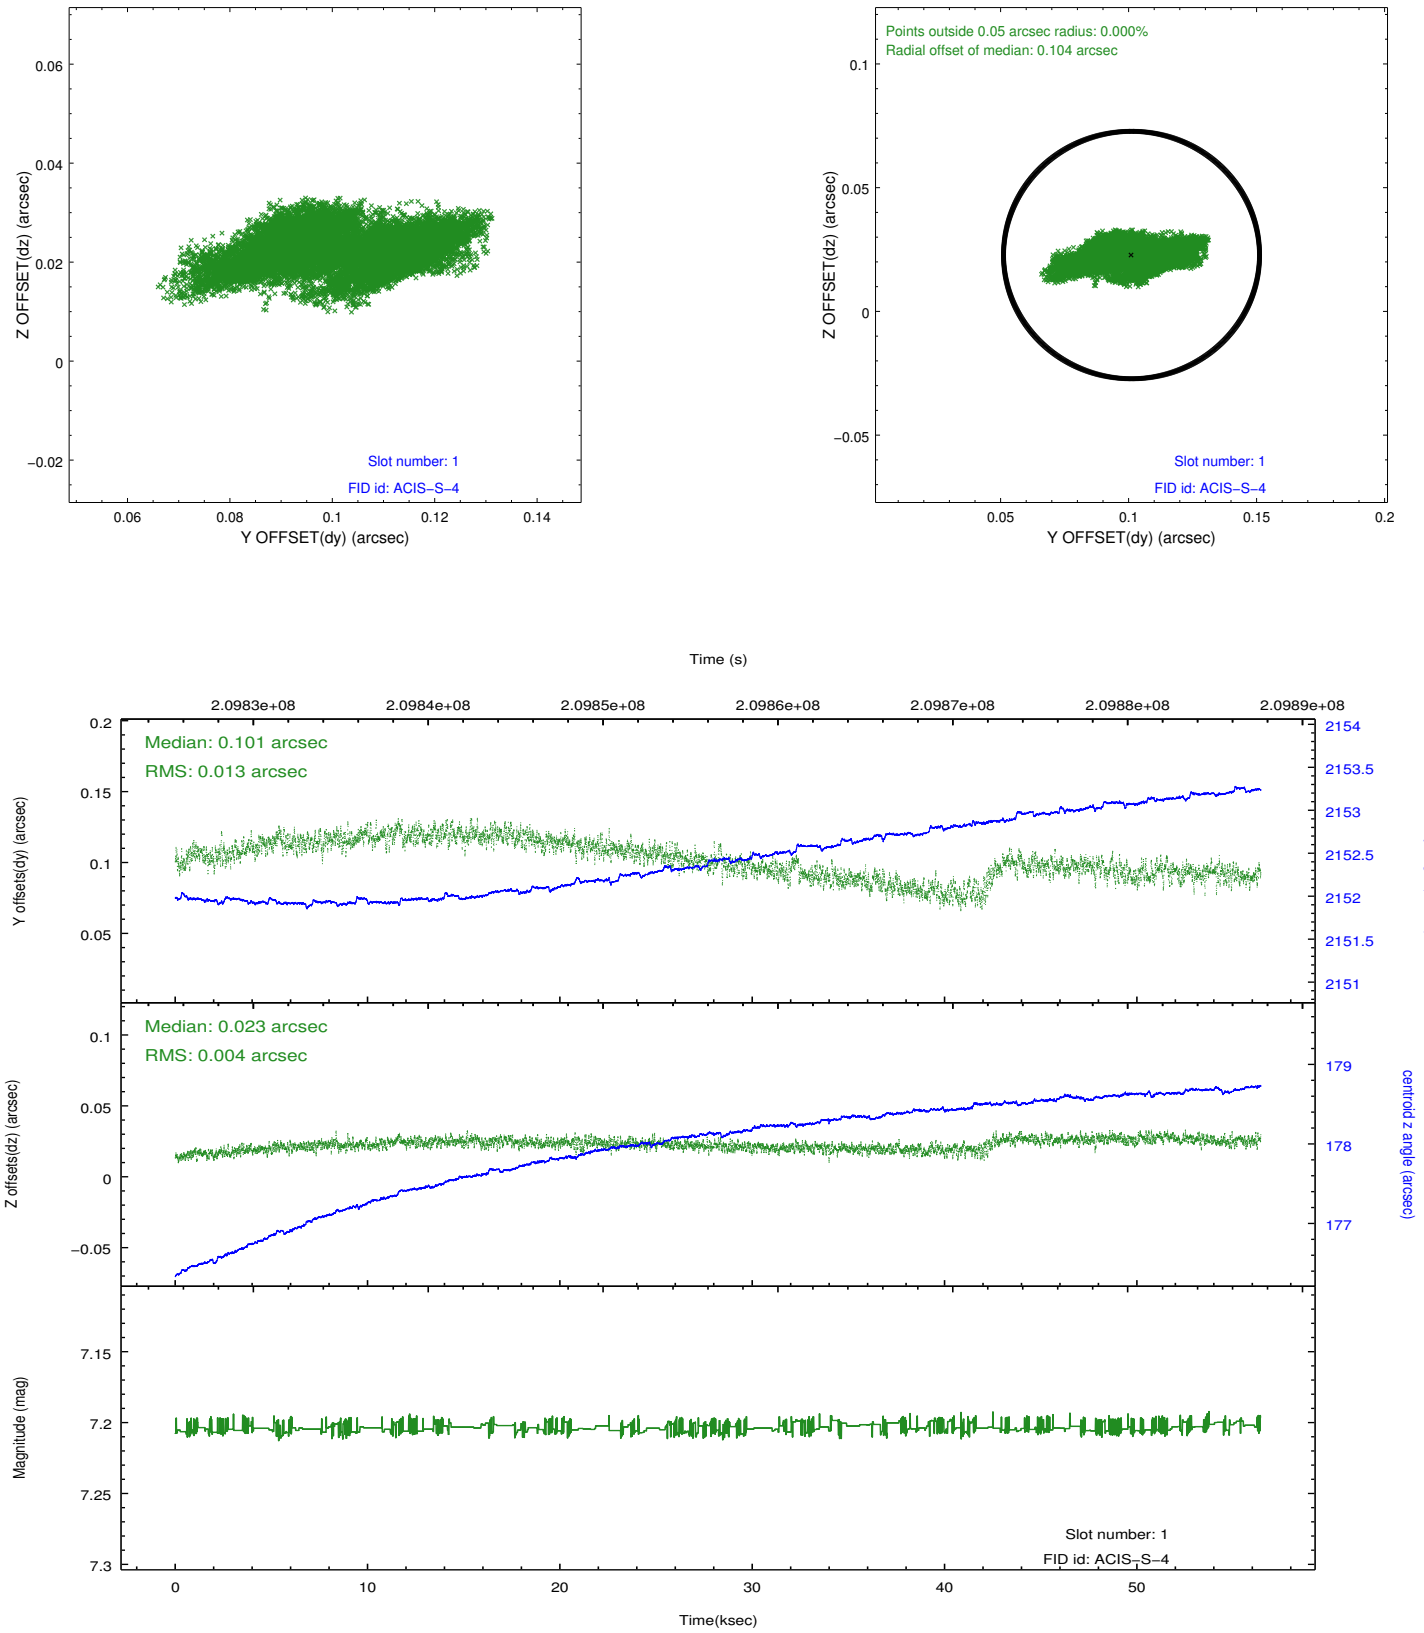 0.06
0.04
0.02
0
−0.02
Z OFFSET(dz) (arcsec)
Slot number: 1
FID id: ACIS−S−4
0.06 0.08 0.1 0.12 0.14
Y OFFSET(dy) (arcsec)
Points outside 0.05 arcsec radius: 0.000%
Radial offset of median: 0.104 arcsec
0.1
0.05
0
−0.05
Z OFFSET(dz) (arcsec)
Slot number: 1
FID id: ACIS−S−4
0.05 0.1 0.15 0.2
Y OFFSET(dy) (arcsec)
Time (s)
2.0983e+08 2.0984e+08 2.0985e+08 2.0986e+08 2.0987e+08 2.0988e+08 2.0989e+08
Median: 0.101 arcsec
RMS: 0.013 arcsec
0.2
0.15
0.1
0.05
Y offsets(dy) (arcsec)
2154
2153.5
2153
2152.5
2152
2151.5
2151
Median: 0.023 arcsec
RMS: 0.004 arcsec
0.1
0.05
0
−0.05
Z offsets(dz) (arcsec)
179
178
177
centroid z angle (arcsec)
7.15
7.2
7.25
7.3
Magnitude (mag)
Slot number: 1
FID id: ACIS−S−4
0 10 20 30 40 50
Time(ksec)